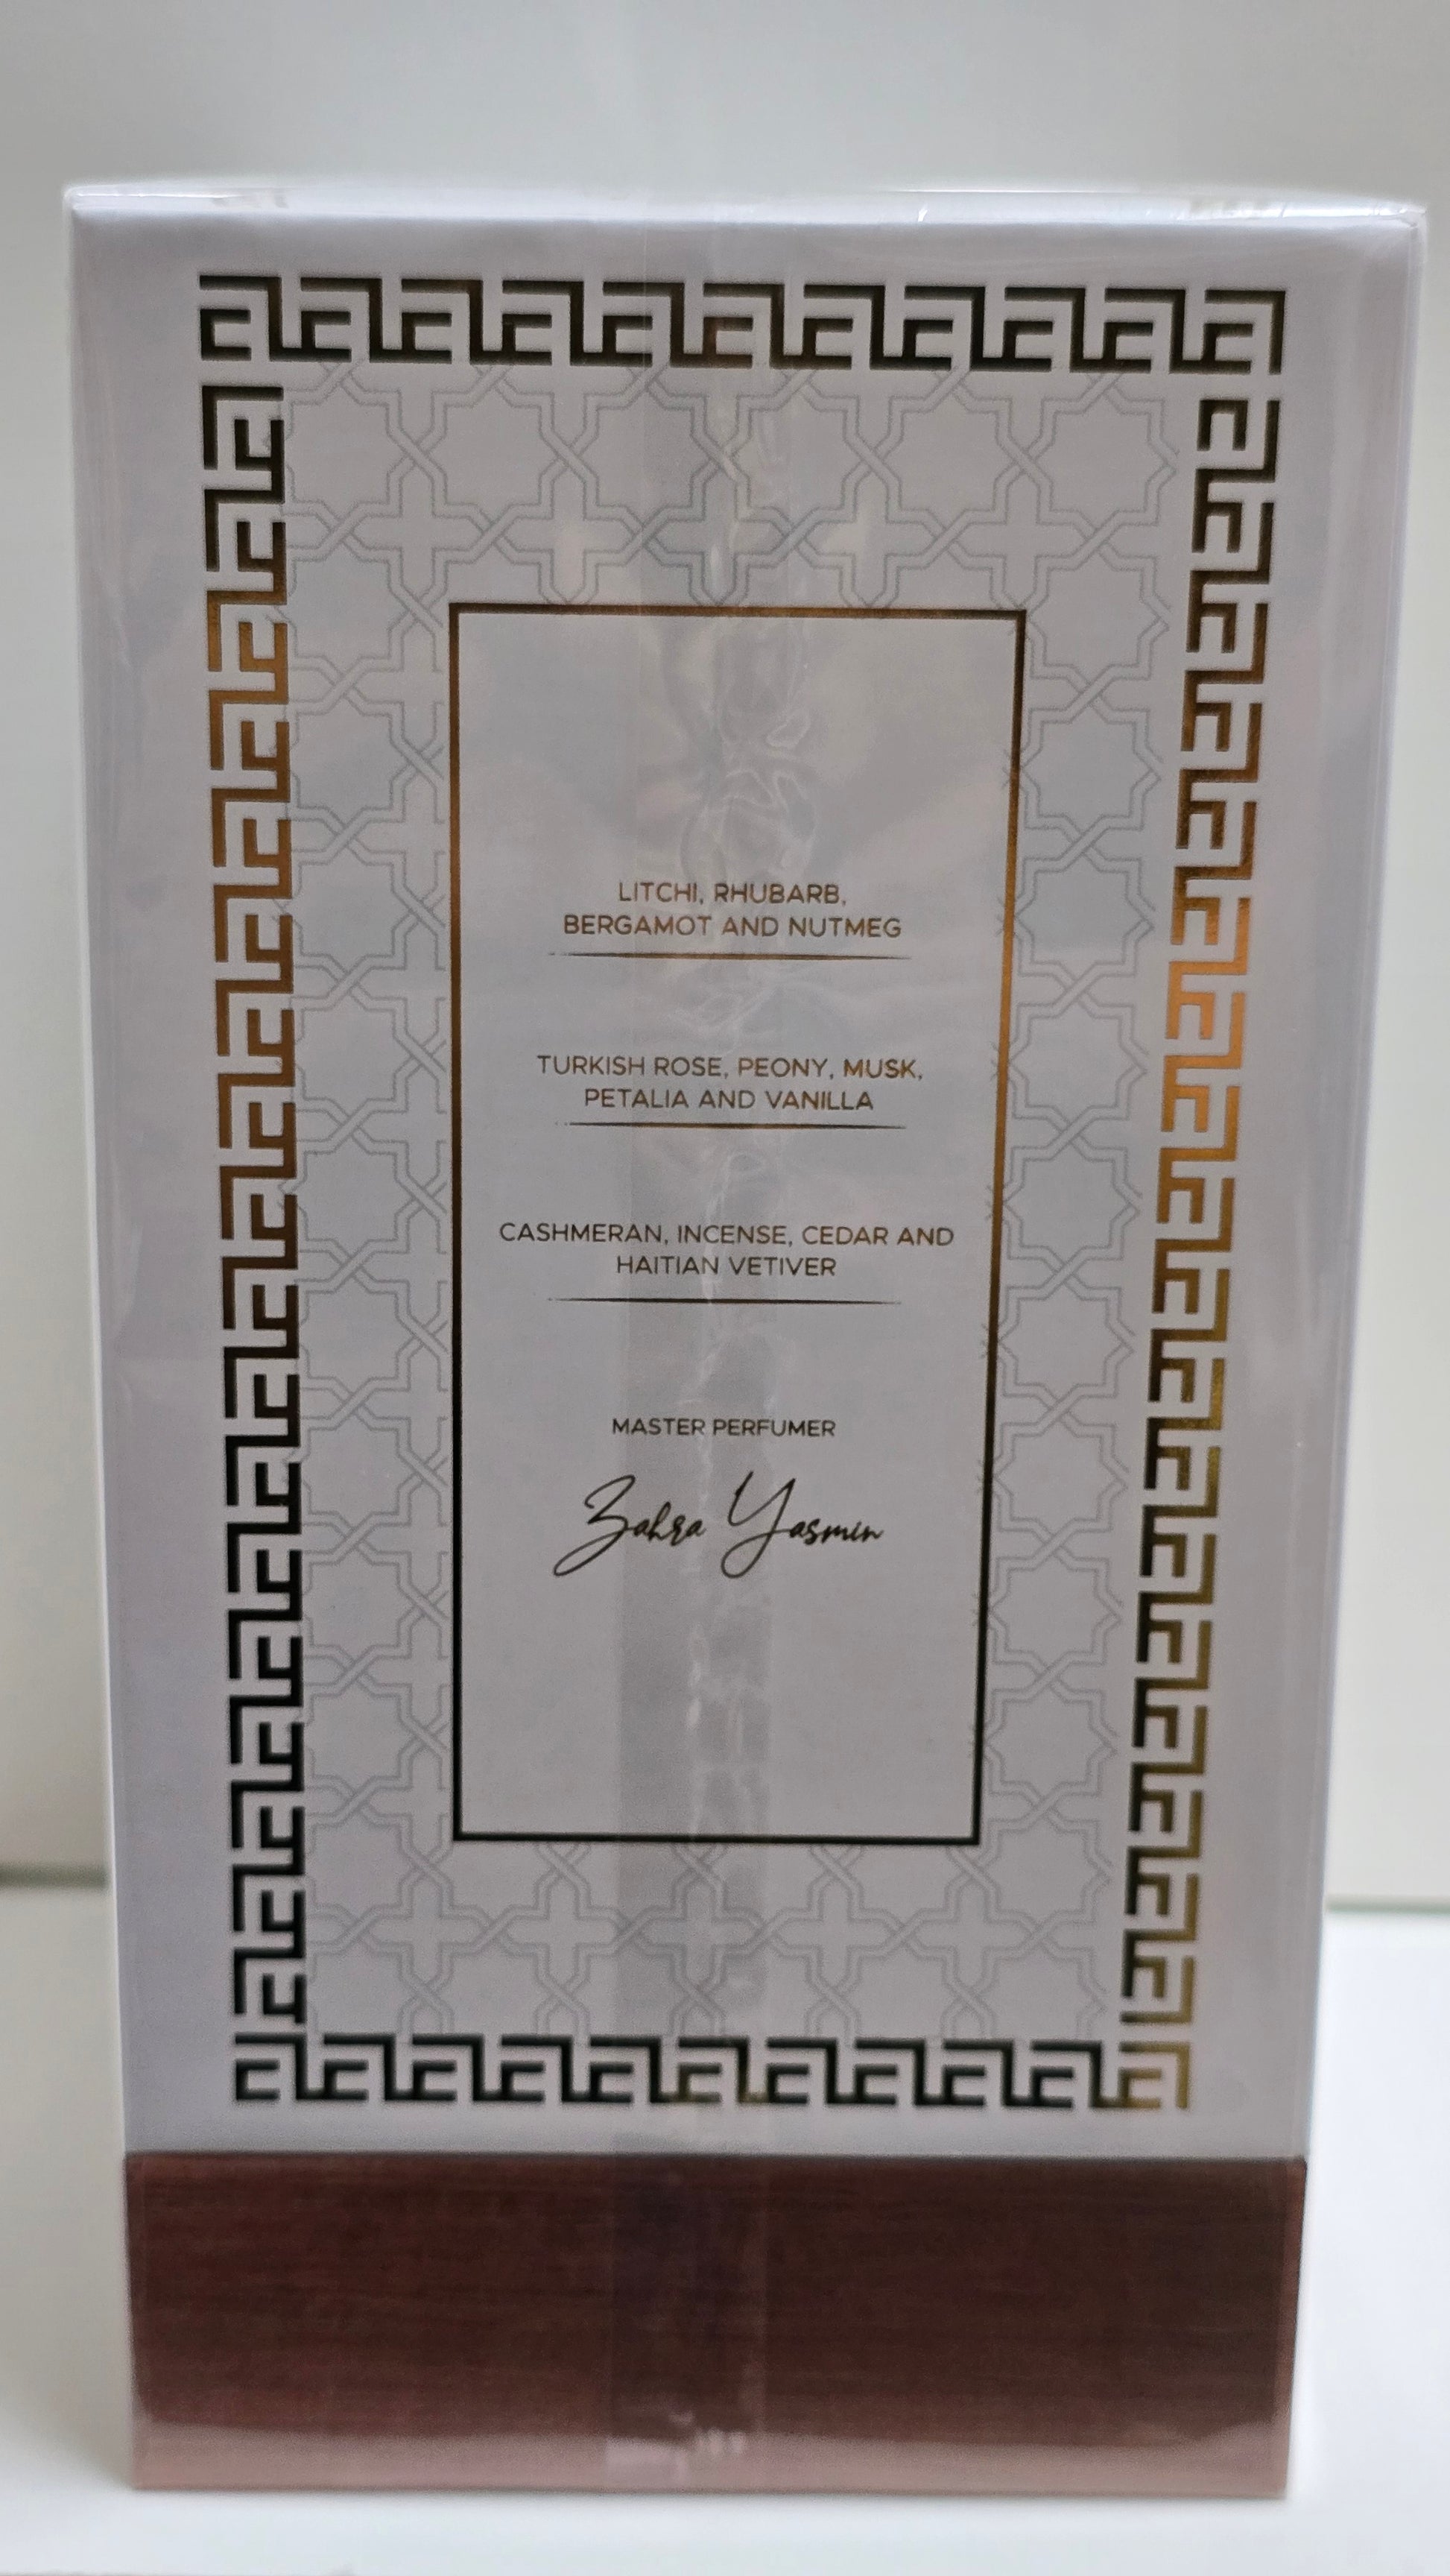 LITCHI, RHUBARB,
BERGAMOT AND NUTMEG
TURKISH ROSE, PEONY, MUSK,
PETALIA AND VANILLA
CASHMERAN, INCENSE, CEDAR AND
HAITIAN VETIVER
MASTER PERFUMER
Zahra Yasmin